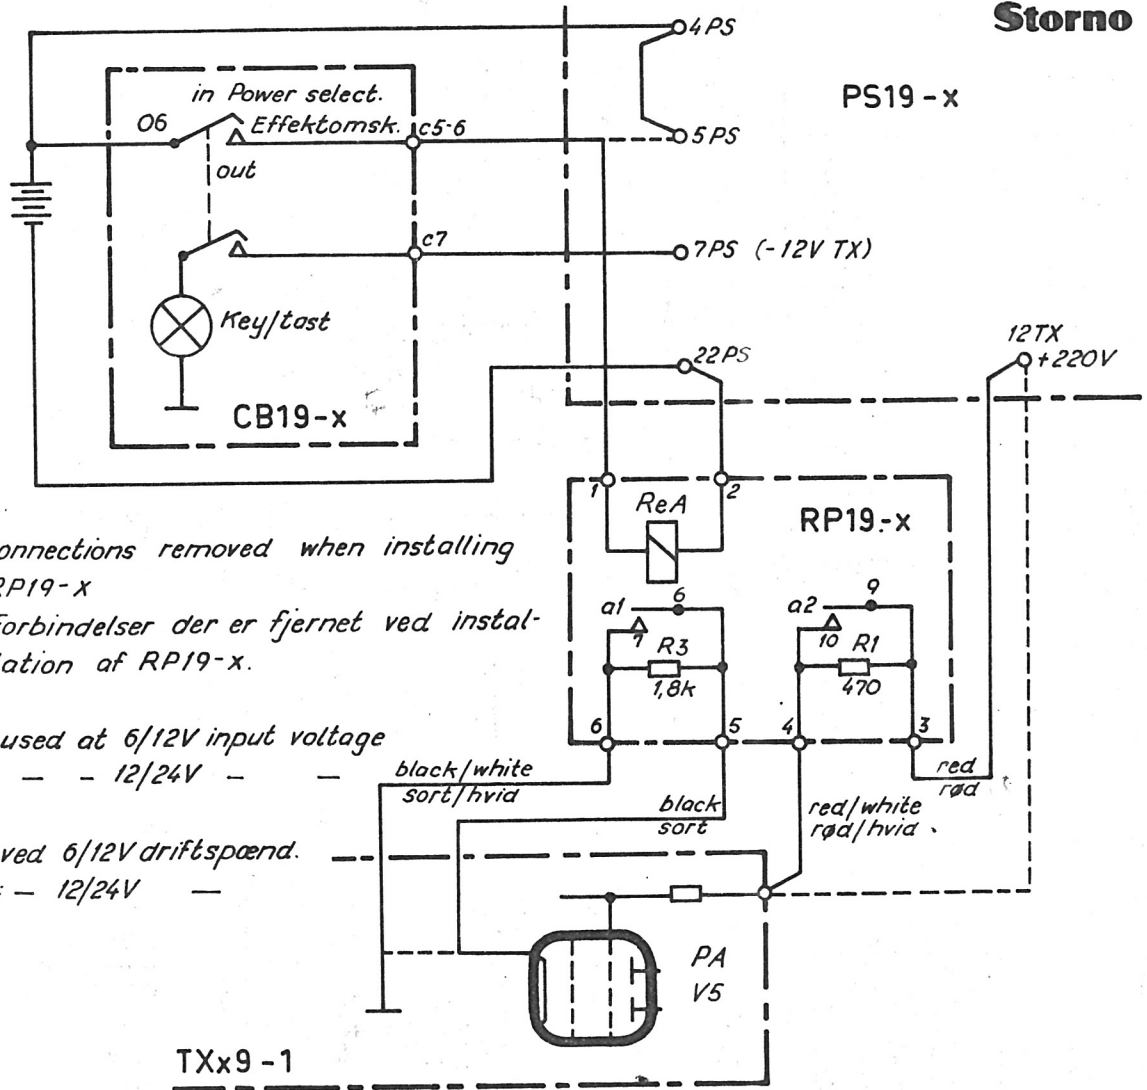 Storno
4PS
PS19-x
in Power select.
06
Effektomsk.
c5-6
5PS
out
c7
7PS (-12V TX)
Key/tast
22PS
12TX
+220V
CB19-x
1
2
ReA
RP19.-x
onnections removed when installing
RP19-x
orbindelser der er fjernet ved instal-
lation af RP19-x.
a1
6
7
R3
1,8k
a2
9
10
R1
470
6
5
4
3
used at 6/12V input voltage
— – 12/24V – —
black/white
sort/hvid
black
sort
red/white
rød/hvid
red
rød
ved 6/12V driftspænd.
— 12/24V —
PA
V5
TXx9-1